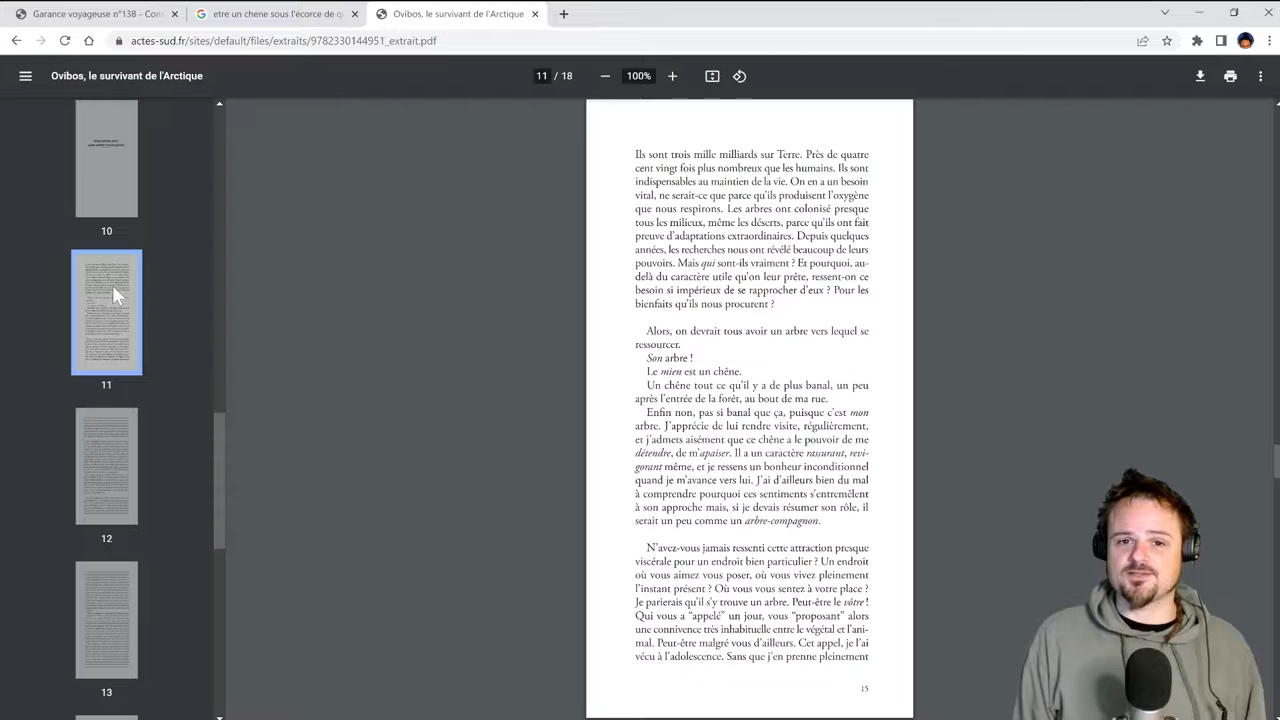 Garance voyageuse n°138 - Con
etre un chene sous l'écorce de q
Ovibos, le survivant de l'Arctique
actes-sud.fr/sites/default/files/extraits/9782330144951_extrait.pdf
Ovibos, le survivant de l'Arctique
11 / 18
100%
10
11
12
13
Ils sont trois mille milliards sur Terre. Près de quatre
cent vingt fois plus nombreux que les humains. Ils sont
indispensables au maintien de la vie. On en a un besoin
vital, ne serait-ce que parce qu'ils produisent l'oxygène
que nous respirons. Les arbres ont colonisé presque
tous les milieux, même les déserts, parce qu'ils ont fait
preuve d'adaptations extraordinaires. Depuis quelques
années, les recherches nous ont révélé beaucoup de leurs
pouvoirs. Mais qui sont-ils vraiment ? Et pourquoi, au-
delà du caractère utile qu'on leur prête, ressent-on ce
besoin si impérieux de se rapprocher d'eux ? Pour les
bienfaits qu'ils nous procurent ?
Alors, on devrait tous avoir un arbre vers lequel se
ressourcer.
Son arbre !
Le mien est un chêne.
Un chêne tout ce qu'il y a de plus banal, un peu
après l'entrée de la forêt, au bout de ma rue.
Enfin non, pas si banal que ça, puisque c'est mon
arbre. J'apprécie de lui rendre visite, régulièrement,
et j'admets aisément que ce chêne a le pouvoir de me
détendre, de m'apaiser. Il a un caractère rassurant, revi-
gorant même, et je ressens un bonheur inconditionnel
quand je m'avance vers lui. J'ai d'ailleurs bien du mal
à comprendre pourquoi ces sentiments s'entremêlent
à son approche mais, si je devais résumer son rôle, il
serait un peu comme un arbre-compagnon.
N'avez-vous jamais ressenti cette attraction presque
viscérale pour un endroit bien particulier ? Un endroit
où vous aimez vous poser, où vous vivez pleinement
l'instant présent ? Où vous vous sentez à votre place ?
Je parierais qu'il s'y trouve un arbre. Peut-être le vôtre !
Qui vous a “appelé” un jour, vous “proposant” alors
une connivence très inhabituelle entre le végétal et l'ani-
mal. Peut-être malgré vous d'ailleurs. Cet appel, je l'ai
vécu à l'adolescence. Sans que j'en prenne pleinement
15